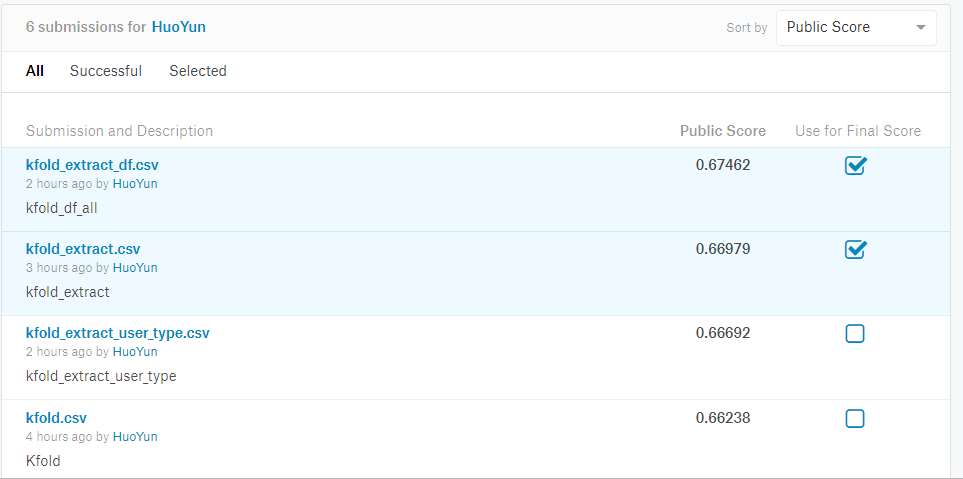 6 submissions for HuoYun Sort by Public Score
All Successful Selected
Submission and Description Public Score Use for Final Score
kfold_extract_df.csv 0.67462
2 hours ago by HuoYun
kfold_df_all
kfold_extract.csv 0.66979
3 hours ago by HuoYun
kfold_extract
kfold_extract_user_type.csv 0.66692
2 hours ago by HuoYun
kfold_extract_user_type
kfold.csv 0.66238
4 hours ago by HuoYun
Kfold